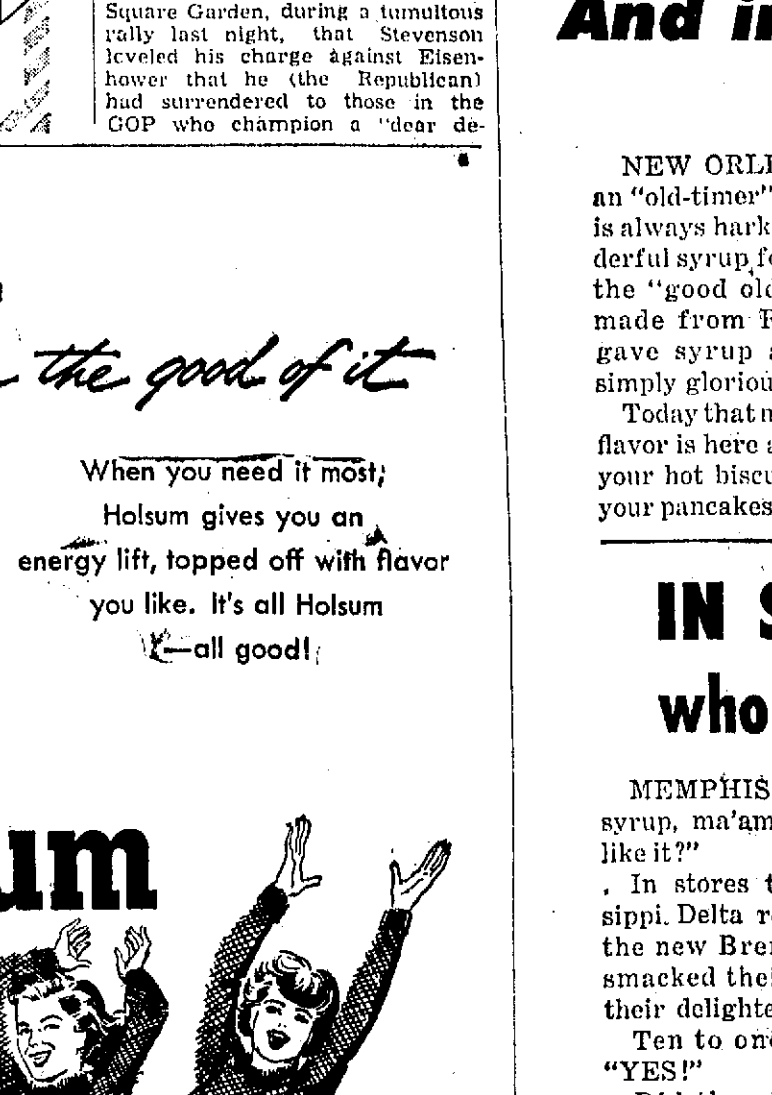 Square Garden, during a tumultous
rally last night, that Stevenson
leveled his charge against Eisen-
hower that he (the Republican)
had surrendered to those in the
GOP who champion a "dear de-
the good of it
When you need it most,
Holsum gives you an
energy lift, topped off with flavor
you like. It's all Holsum
—all good!
um
And in
NEW ORLE
an "old-timer"
is always hark
derful syrup fo
the "good old
made from
gave syrup a
simply gloriou
Today that m
flavor is here a
your hot biscu
your pancakes
IN S
who
MEMPHIS
syrup, ma'am
like it?"
In stores t
sippi Delta r
the new Brer
smacked thei
their delighte
Ten to one
"YES!"